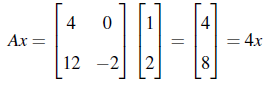 Ax = [4 0; 12 −2] [1; 2] = [4; 8] = 4x